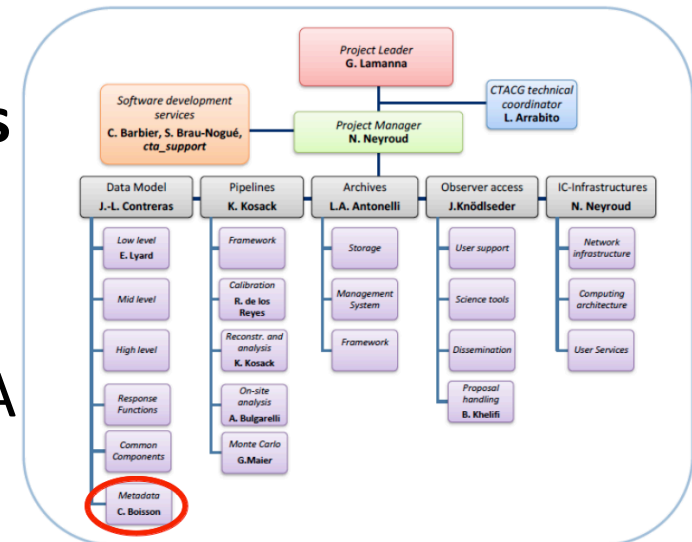 Project Leader
G. Lamanna
CTACG technical
coordinator
L. Arrabito
Software development
services
C. Barbier, S. Brau-Nogué,
cta_support
Project Manager
N. Neyroud
s
Data Model
J.-L. Contreras
Pipelines
K. Kosack
Archives
L.A. Antonelli
Observer access
J.Knödlseder
IC-Infrastructures
N. Neyroud
Low level
E. Lyard
Mid level
High level
Response
Functions
Common
Components
Metadata
C. Boisson
Framework
Calibration
R. de los
Reyes
Reconstr. and
analysis
K. Kosack
On-site
analysis
A. Bulgarelli
Monte Carlo
G.Maier
Storage
Management
System
Framework
User support
Science tools
Dissemination
Proposal
handling
B. Khelifi
Network
infrastructure
Computing
architecture
User Services
A